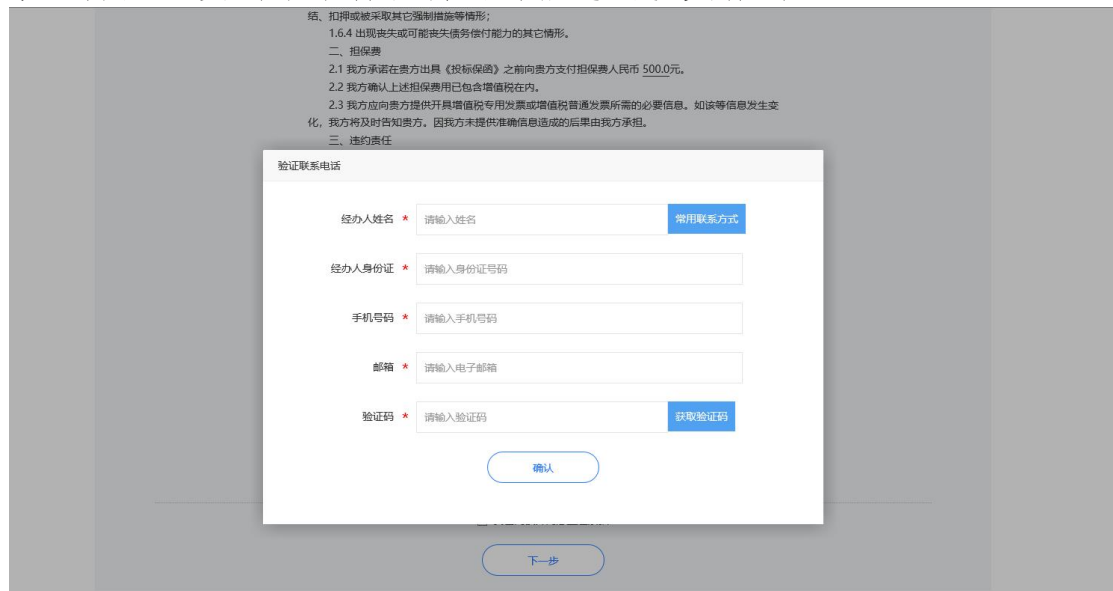 结、扣押或被采取其它强制措施等情形；
1.6.4 出现丧失或可能丧失债务偿付能力的其它情形。
二、担保费
2.1 我方承诺在贵方出具《投标保函》之前向贵方支付担保费人民币 500.0元。
2.2 我方确认上述担保费用已包含增值税在内。
2.3 我方应向贵方提供开具增值税专用发票或增值税普通发票所需的必要信息。如该等信息发生变
化，我方将及时告知贵方。因我方未提供准确信息造成的后果由我方承担。
三、违约责任
验证联系电话
经办人姓名 * 请输入姓名 常用联系方式
经办人身份证 * 请输入身份证号码
手机号码 * 请输入手机号码
邮箱 * 请输入电子邮箱
验证码 * 请输入验证码 获取验证码
确认
下一步